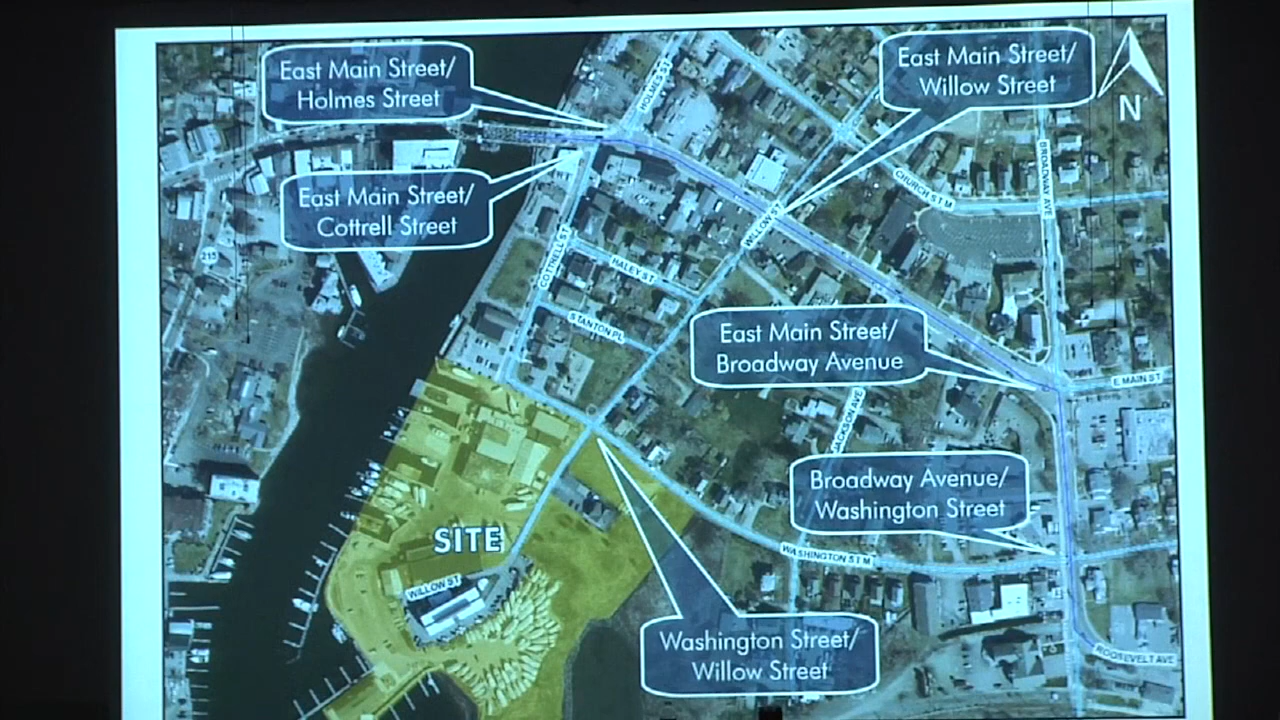 East Main Street/
Holmes Street
HOLMES ST
East Main Street/
Willow Street
N
East Main Street/
Cottrell Street
BROADWAY AVE
CHURCH ST
WILLOW ST
215
COTTRELL ST
HALEY ST
STANTON PL
East Main Street/
Broadway Avenue
E MAIN ST
JACKSON AVE
Broadway Avenue/
Washington Street
SITE
WASHINGTON ST
WILLOW ST
Washington Street/
Willow Street
ROOSEVELT AVE